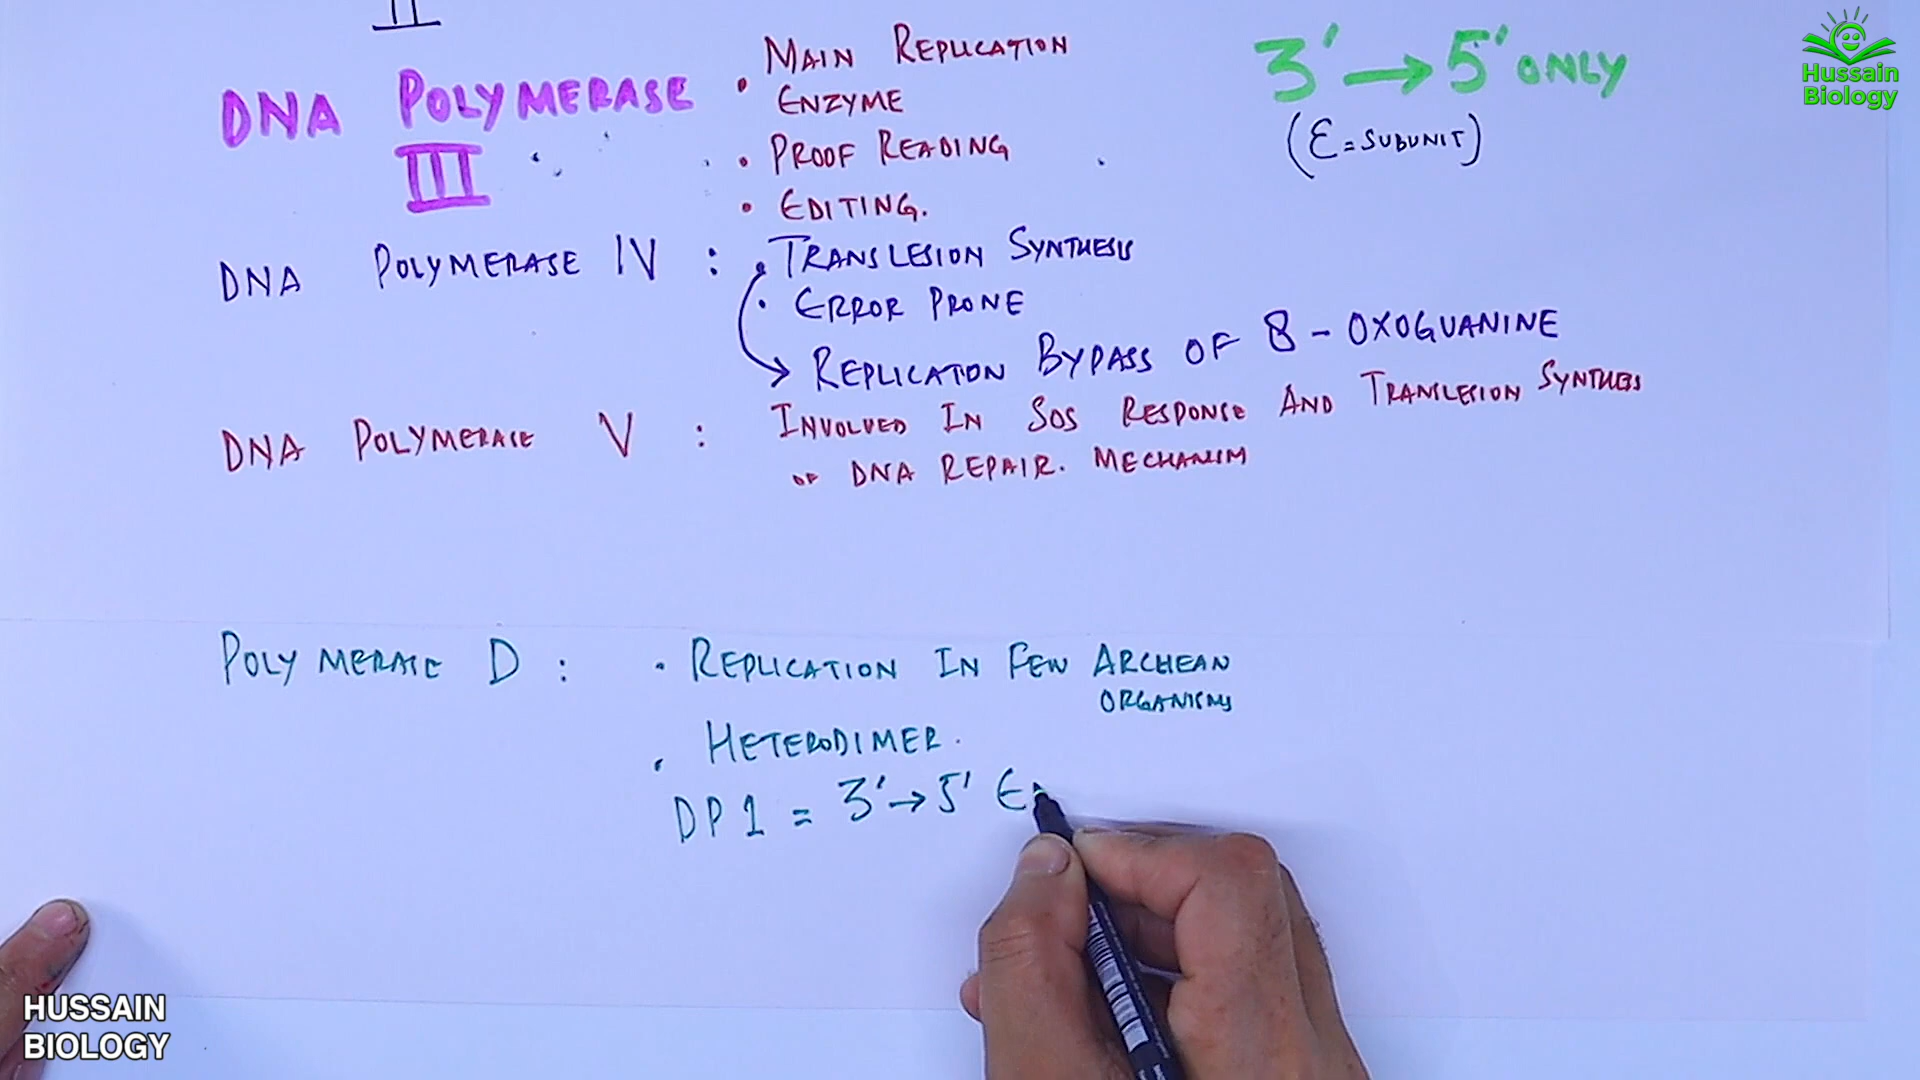 II
DNA POLYMERASE
III
• MAIN REPLICATION
ENZYME
• PROOF READING
• EDITING.
3' → 5' ONLY
(ε = SUBUNIT)
DNA POLYMERASE IV : • TRANSLESION SYNTHESIS
• ERROR PRONE
→ REPLICATION BYPASS OF 8 - OXOGUANINE
DNA POLYMERASE V : INVOLVED IN SOS RESPONSE AND TRANSLESION SYNTHESIS
OF DNA REPAIR. MECHANISM
POLYMERASE D : • REPLICATION IN FEW ARCHEAN
ORGANISMS
• HETERODIMER.
DP1 = 3' → 5' E
Hussain
Biology
HUSSAIN
BIOLOGY